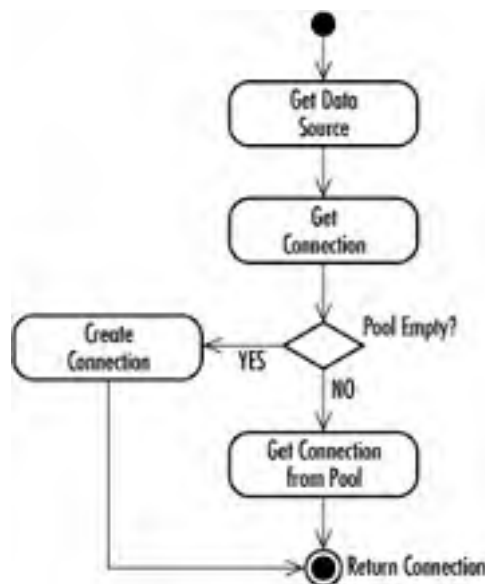 Get Data
Source
Get
Connection
Pool Empty?
Create
Connection
YES
NO
Get Connection
from Pool
Return Connection